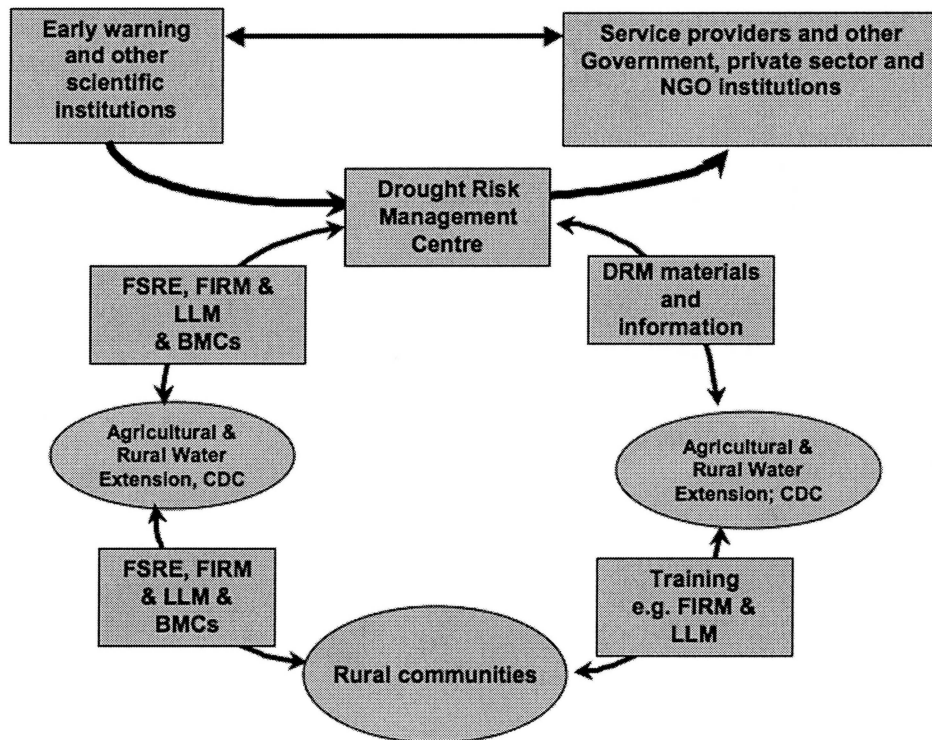 Early warning
and other
scientific
institutions
Service providers and other
Government, private sector and
NGO institutions
Drought Risk
Management
Centre
FSRE, FIRM &
LLM
& BMCs
DRM materials
and
information
Agricultural &
Rural Water
Extension, CDC
Agricultural &
Rural Water
Extension; CDC
FSRE, FIRM
& LLM &
BMCs
Training
e.g. FIRM &
LLM
Rural communities